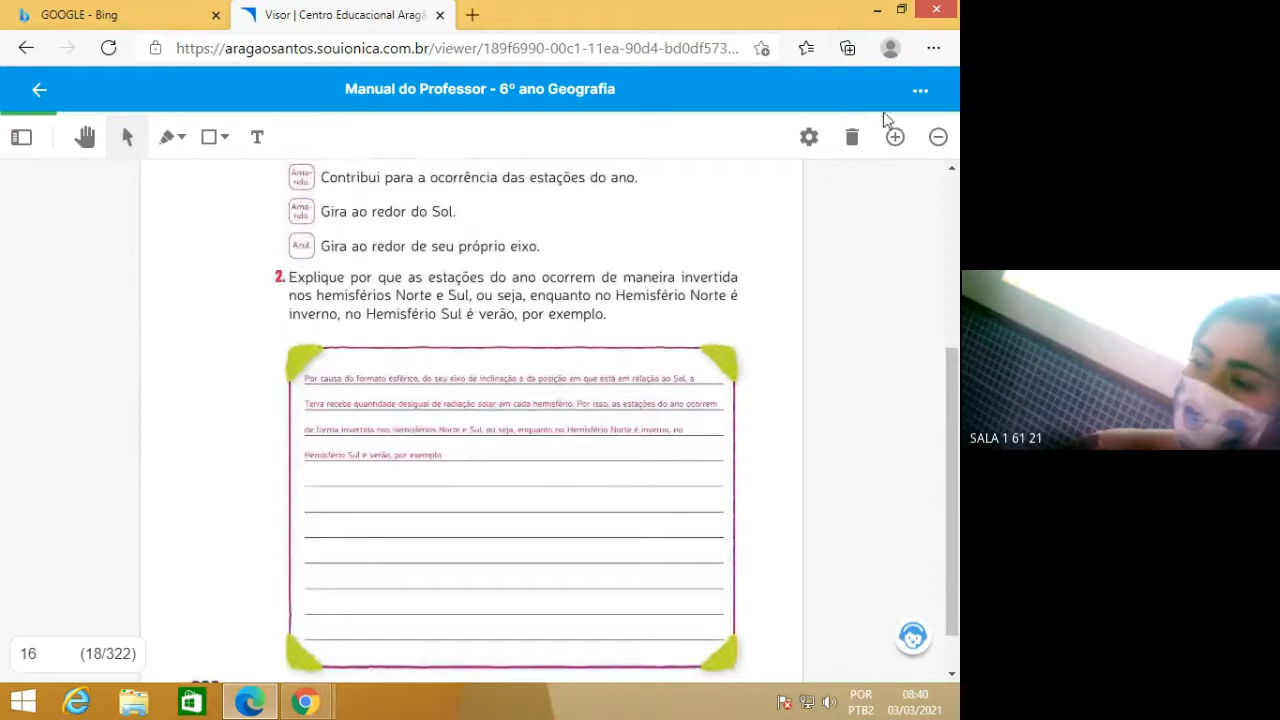 GOOGLE - Bing
Visor | Centro Educacional Aragã
https://aragaosantos.souionica.com.br/viewer/189f6990-00c1-11ea-90d4-bd0df573...
Manual do Professor - 6º ano Geografia
Ama-
relo.
Contribui para a ocorrência das estações do ano.
Ama-
relo.
Gira ao redor do Sol.
Azul.
Gira ao redor de seu próprio eixo.
2. Explique por que as estações do ano ocorrem de maneira invertida
nos hemisférios Norte e Sul, ou seja, enquanto no Hemisfério Norte é
inverno, no Hemisfério Sul é verão, por exemplo.
Por causa do formato esférico, do seu eixo de inclinação e da posição em que está em relação ao Sol, a
Terra recebe quantidade desigual de radiação solar em cada hemisfério. Por isso, as estações do ano ocorrem
de forma invertida nos hemisférios Norte e Sul, ou seja, enquanto no Hemisfério Norte é inverno, no
Hemisfério Sul é verão, por exemplo
16 (18/322)
SALA 1 61 21
POR
PTB2
08:40
03/03/2021